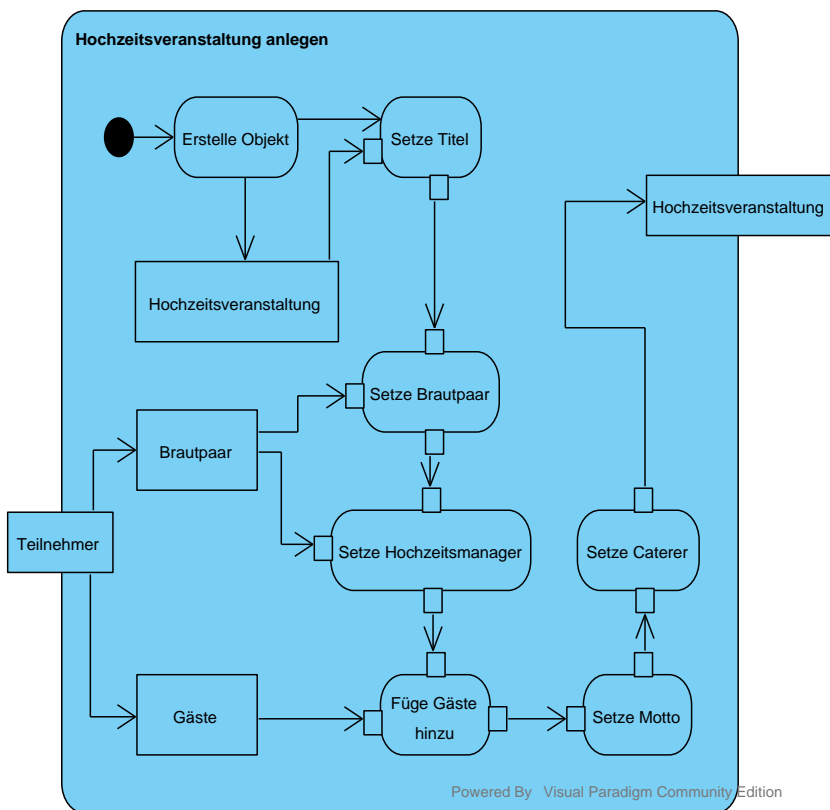 Hochzeitsveranstaltung anlegen
Erstelle Objekt
Setze Titel
Hochzeitsveranstaltung
Hochzeitsveranstaltung
Setze Brautpaar
Brautpaar
Teilnehmer
Setze Hochzeitsmanager
Setze Caterer
Gäste
Füge Gäste
hinzu
Setze Motto
Powered By Visual Paradigm Community Edition